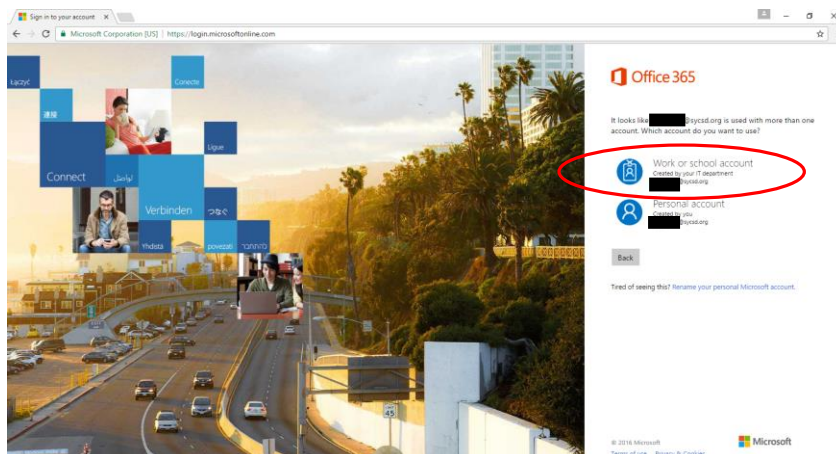 Sign in to your account
Microsoft Corporation [US] | https://login.microsoftonline.com
Łączyć
Conecte
連接
Ligue
Connect
تواصل
Verbinden
つなぐ
Yhdistä
povezati
להתחבר
45
Office 365
It looks like @sycsd.org is used with more than one
account. Which account do you want to use?
Work or school account
Created by your IT department
@sycsd.org
Personal account
Created by you
@sycsd.org
Back
Tired of seeing this? Rename your personal Microsoft account.
© 2016 Microsoft
Terms of use Privacy & Cookies
Microsoft